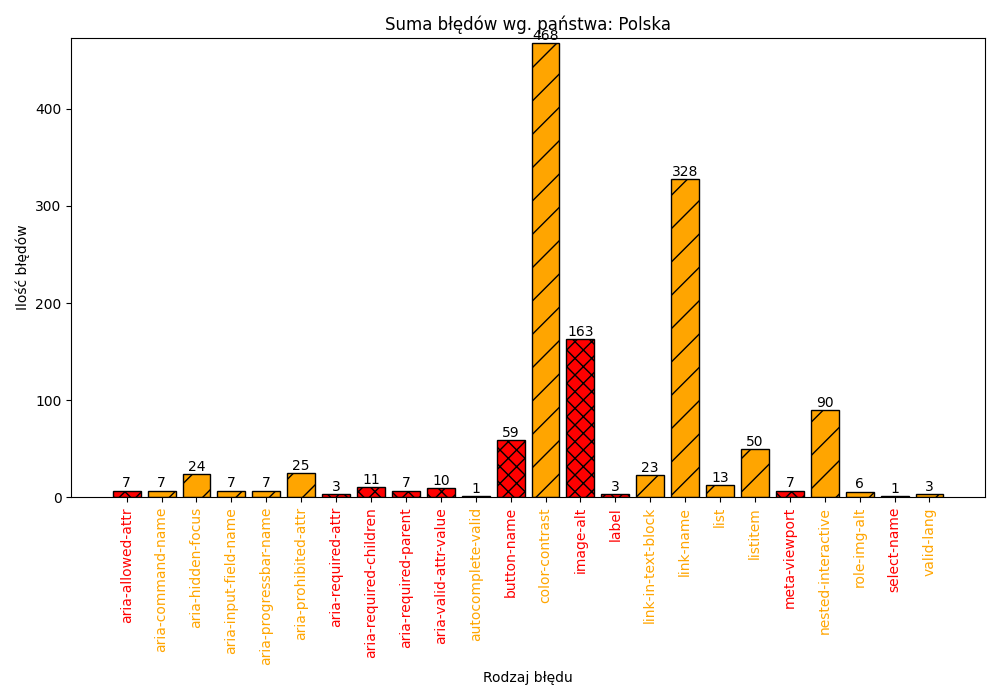 Suma błędów wg. państwa: Polska
Ilość błędów
400
300
200
100
0
7
7
24
7
7
25
3
11
7
10
1
59
468
163
3
23
328
13
50
7
90
6
1
3
aria-allowed-attr
aria-command-name
aria-hidden-focus
aria-input-field-name
aria-progressbar-name
aria-prohibited-attr
aria-required-attr
aria-required-children
aria-required-parent
aria-valid-attr-value
autocomplete-valid
button-name
color-contrast
image-alt
label
link-in-text-block
link-name
list
listitem
meta-viewport
nested-interactive
role-img-alt
select-name
valid-lang
Rodzaj błędu